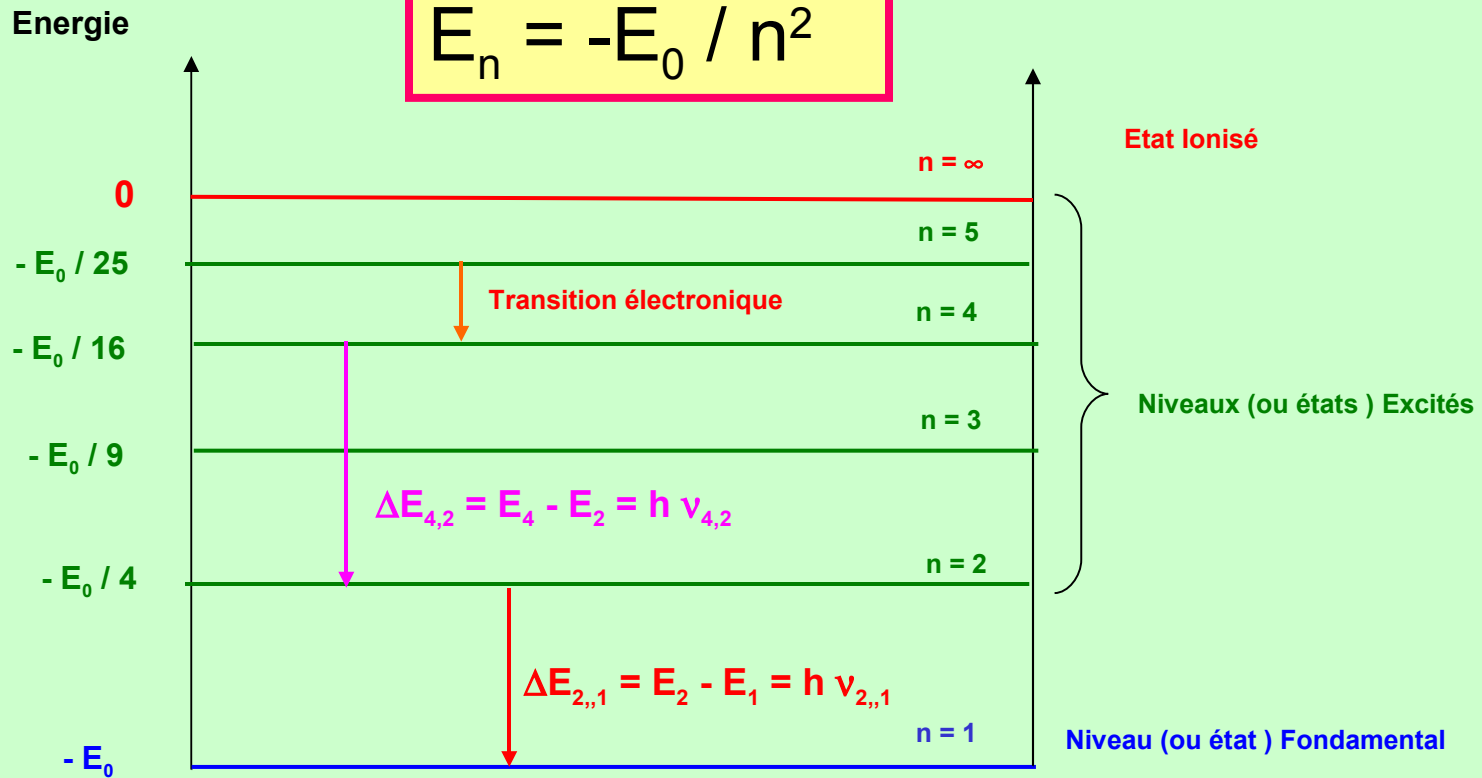 Energie
Eₙ = -E₀ / n²
Etat Ionisé
n = ∞
0
n = 5
- E₀ / 25
Transition électronique
n = 4
- E₀ / 16
Niveaux (ou états ) Excités
n = 3
- E₀ / 9
ΔE₄,₂ = E₄ - E₂ = h ν₄,₂
n = 2
- E₀ / 4
ΔE₂,,₁ = E₂ - E₁ = h ν₂,,₁
n = 1
Niveau (ou état ) Fondamental
- E₀